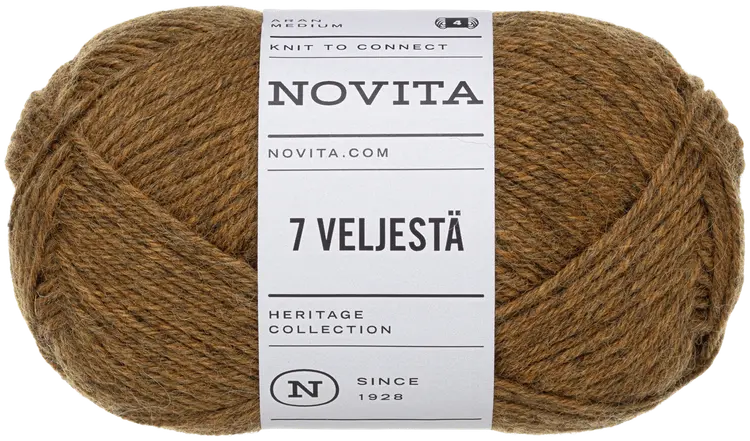 ARAN
MEDIUM
4
KNIT TO CONNECT
NOVITA
NOVITA.COM
7 VELJESTÄ
HERITAGE
COLLECTION
N
SINCE
1928